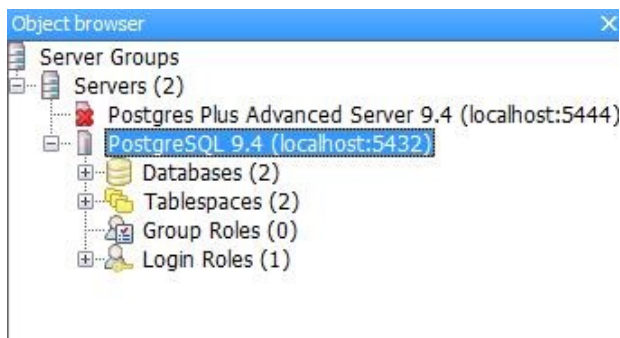 Object browser
Server Groups
Servers (2)
Postgres Plus Advanced Server 9.4 (localhost:5444)
PostgreSQL 9.4 (localhost:5432)
Databases (2)
Tablespaces (2)
Group Roles (0)
Login Roles (1)